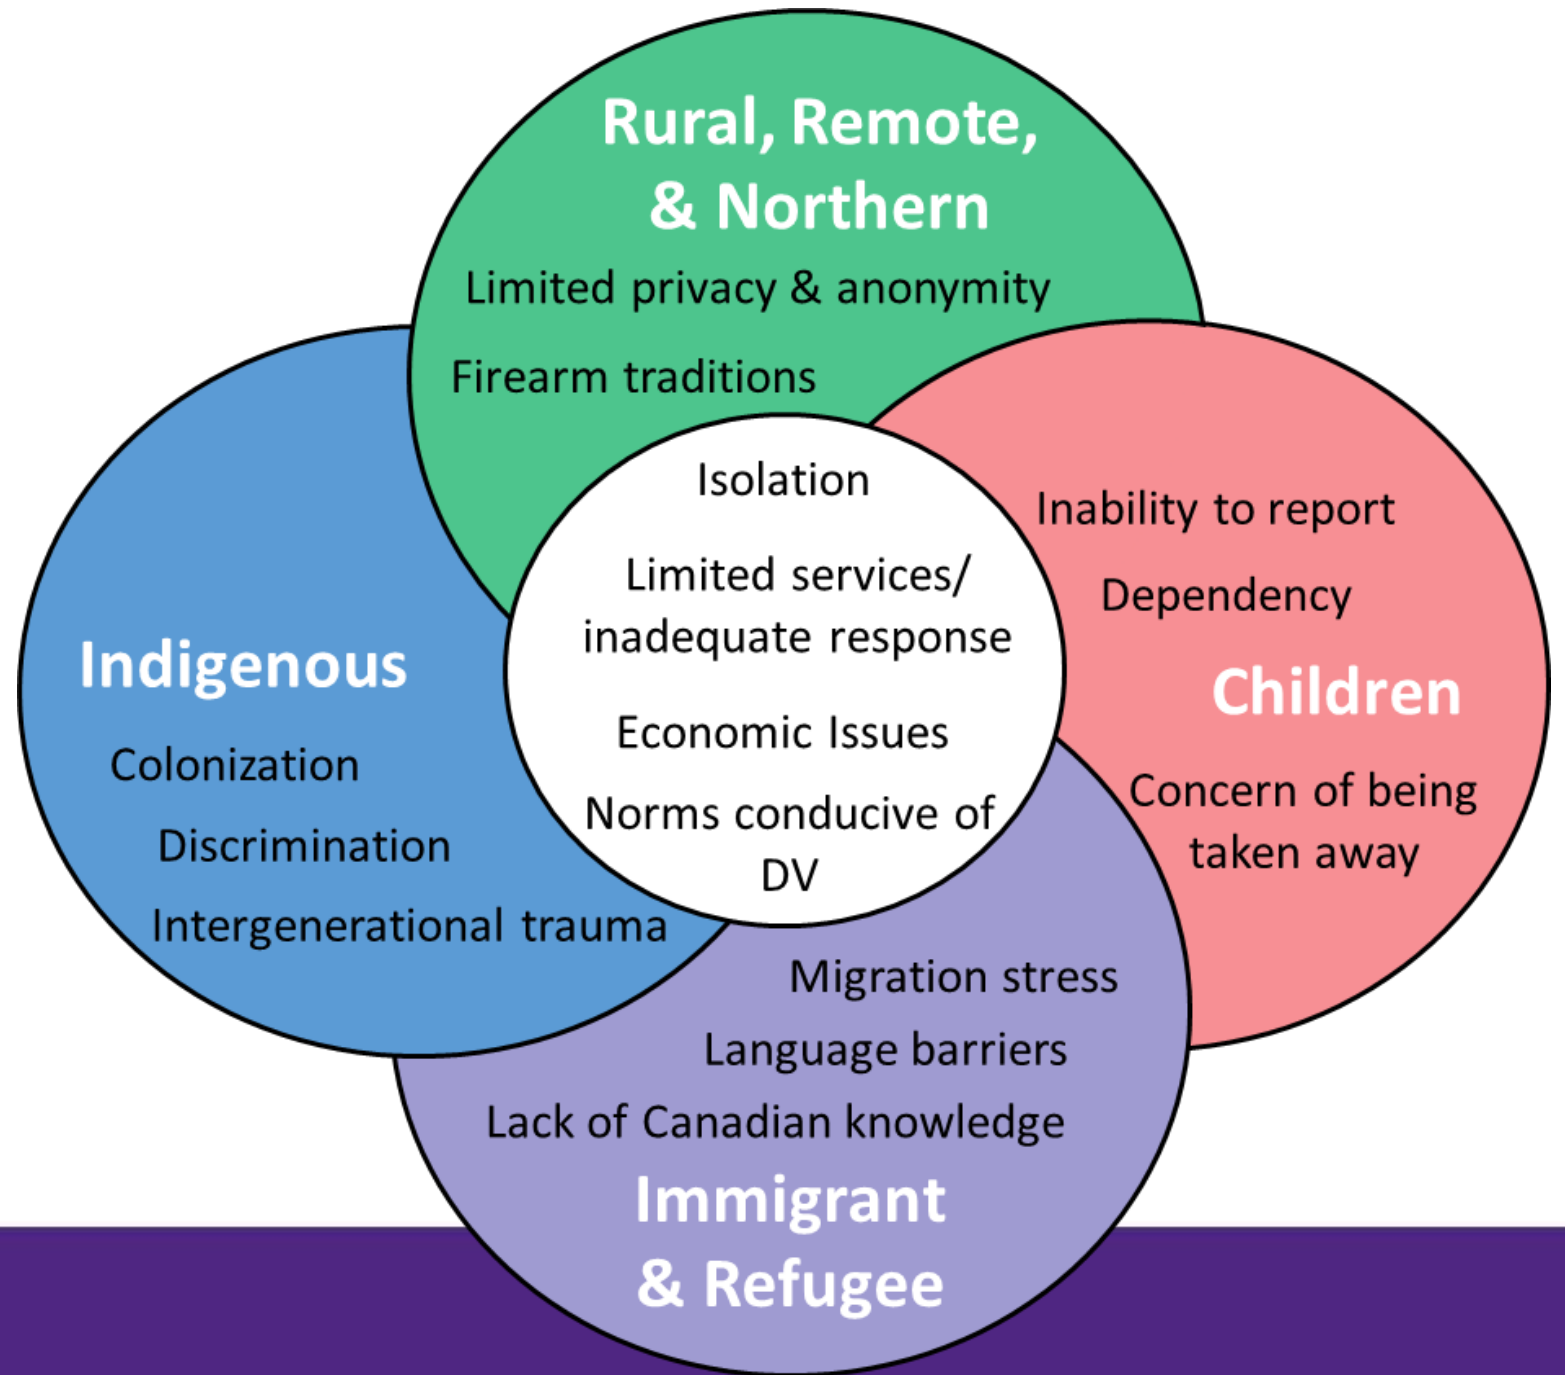 Rural, Remote,
& Northern
Limited privacy & anonymity
Firearm traditions
Isolation
Limited services/
inadequate response
Economic Issues
Norms conducive of
DV
Inability to report
Dependency
Children
Concern of being
taken away
Indigenous
Colonization
Discrimination
Intergenerational trauma
Migration stress
Language barriers
Lack of Canadian knowledge
Immigrant
& Refugee